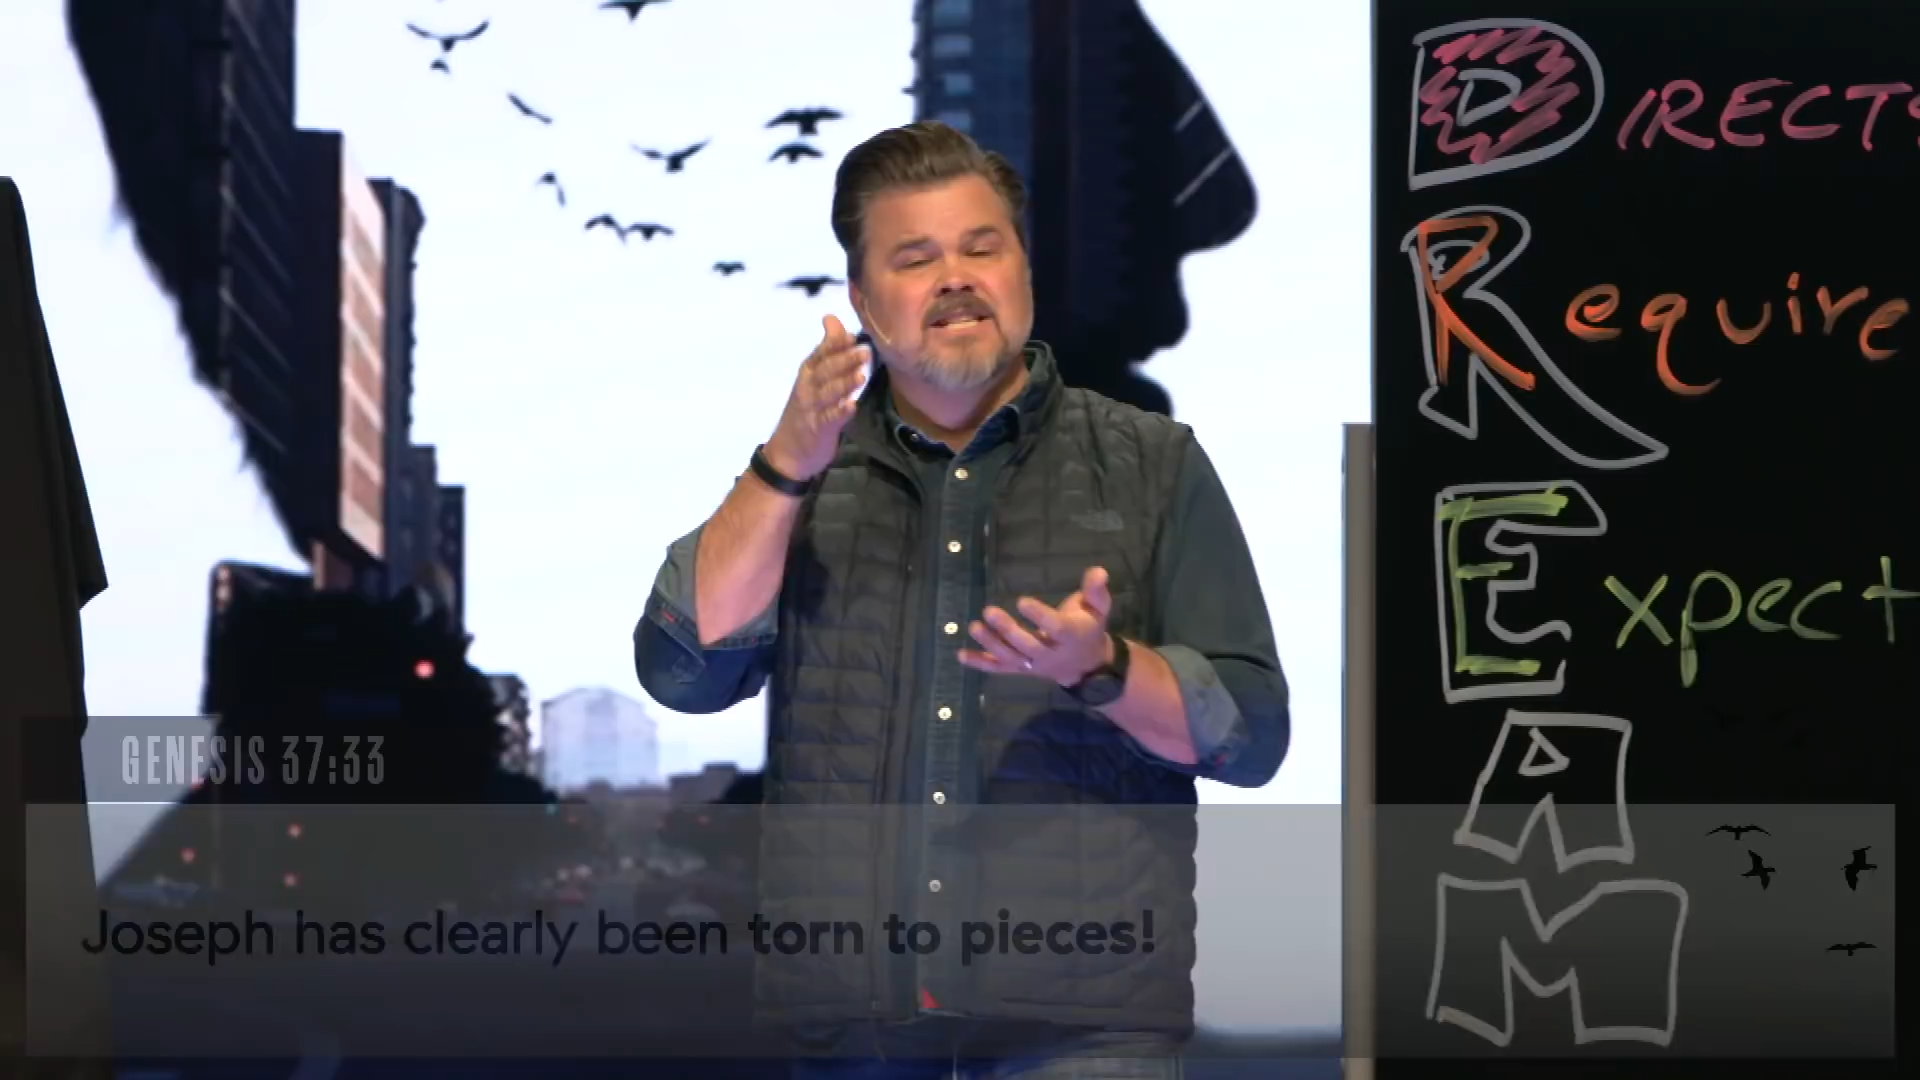 DIRECTS
Require
Expect
A
M
GENESIS 37:33
Joseph has clearly been torn to pieces!